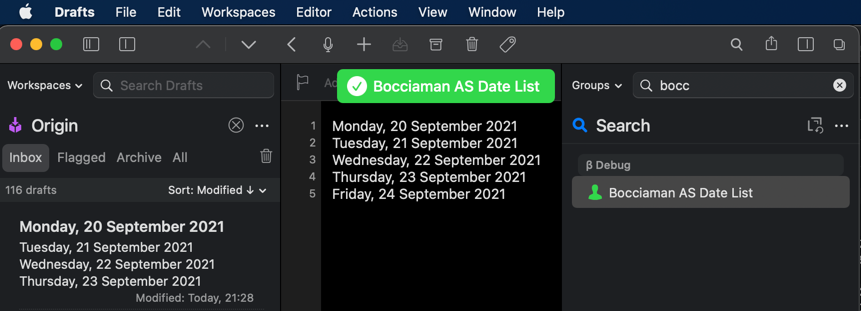 Drafts File Edit Workspaces Editor Actions View Window Help
Workspaces
Search Drafts
Origin
Inbox Flagged Archive All
116 drafts Sort: Modified ↓
Monday, 20 September 2021
Tuesday, 21 September 2021
Wednesday, 22 September 2021
Thursday, 23 September 2021
Modified: Today, 21:28
Bocciaman AS Date List
1 Monday, 20 September 2021
2 Tuesday, 21 September 2021
3 Wednesday, 22 September 2021
4 Thursday, 23 September 2021
5 Friday, 24 September 2021
Groups
bocc
Search
β Debug
Bocciaman AS Date List